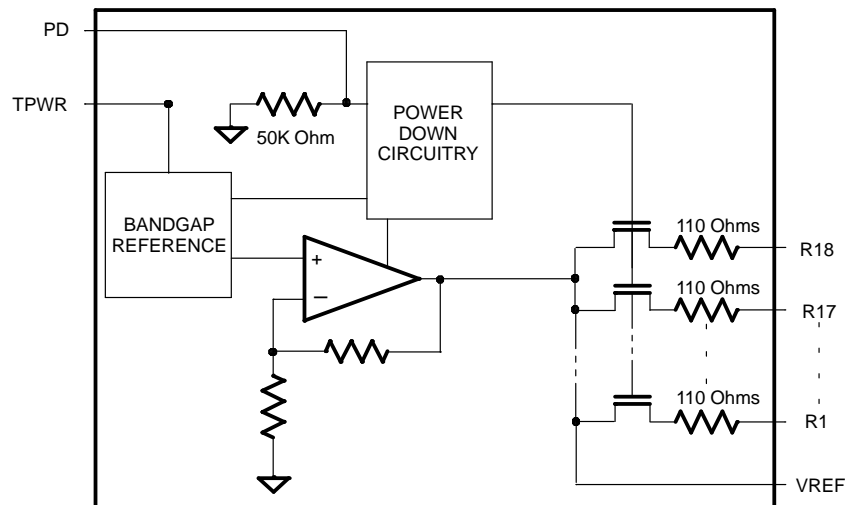 PD
TPWR
50K Ohm
POWER
DOWN
CIRCUITRY
BANDGAP
REFERENCE
+
−
110 Ohms
R18
110 Ohms
R17
110 Ohms
R1
VREF